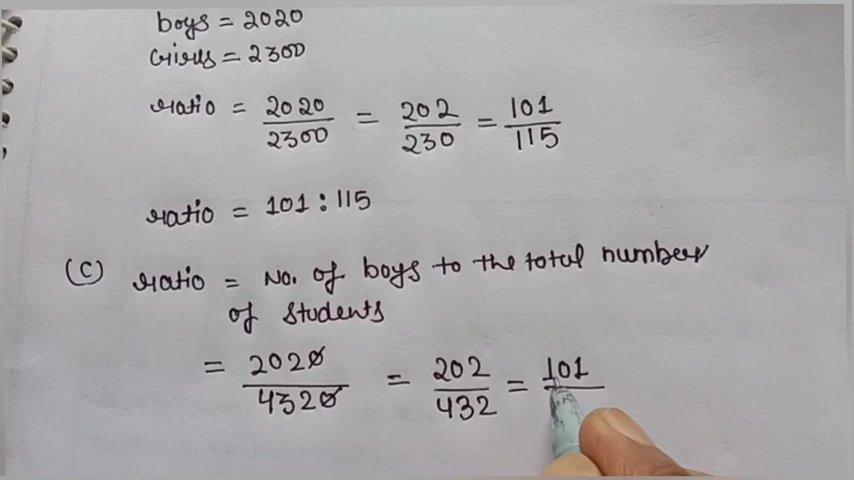 boys = 2020
Girls = 2300
ratio = 2020/2300 = 202/230 = 101/115
ratio = 101 : 115
(C) ratio = No. of boys to the total number
of students
= 2020/4320 = 202/432 = 101